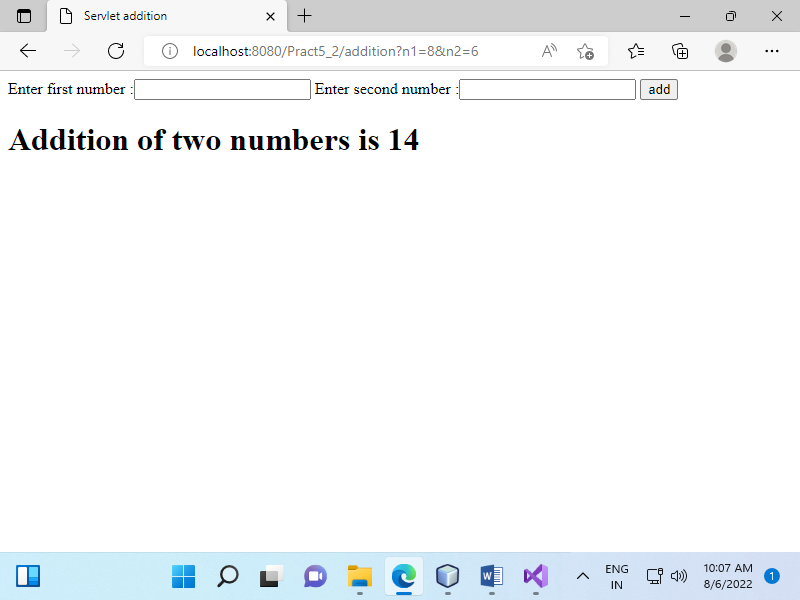 Servlet addition
localhost:8080/Pract5_2/addition?n1=8&n2=6
Enter first number : Enter second number : add
Addition of two numbers is 14
ENG
IN
10:07 AM
8/6/2022
1